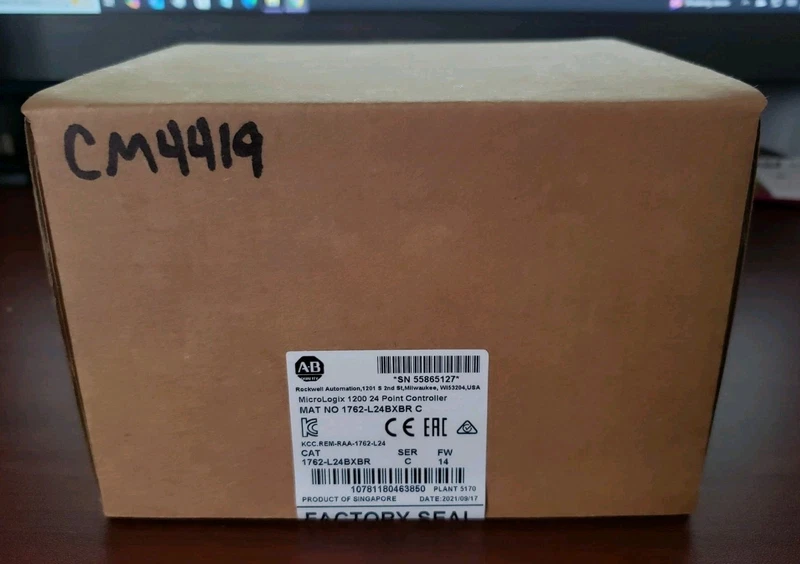 CM4419
A·B
QUALITY
*SN 55865127*
Rockwell Automation,1201 S 2nd St,Milwaukee, WI53204,USA
MicroLogix 1200 24 Point Controller
MAT NO 1762-L24BXBR C
CE EAC
KCC.REM-RAA-1762-L24
CAT SER FW
1762-L24BXBR C 14
10781180463850 PLANT 5170
PRODUCT OF SINGAPORE DATE:2021/09/17
FACTORY SEAL